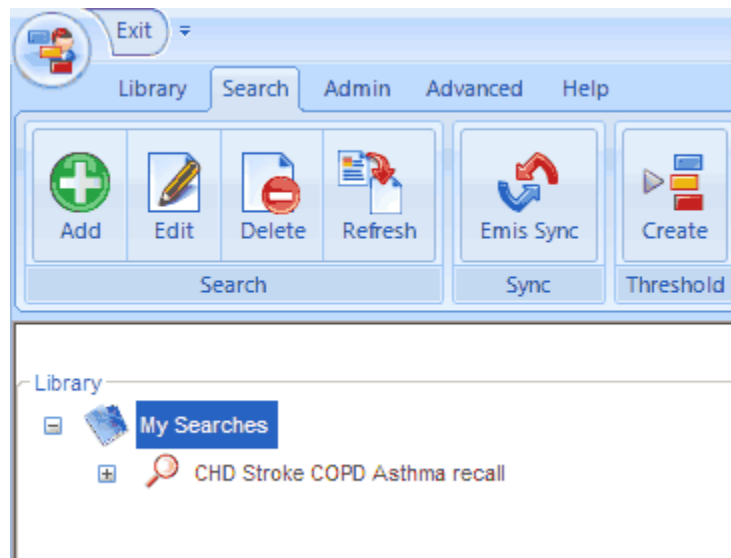 Exit
Library Search Admin Advanced Help
Add Edit Delete Refresh Emis Sync Create
Search Sync Threshold
Library
My Searches
CHD Stroke COPD Asthma recall